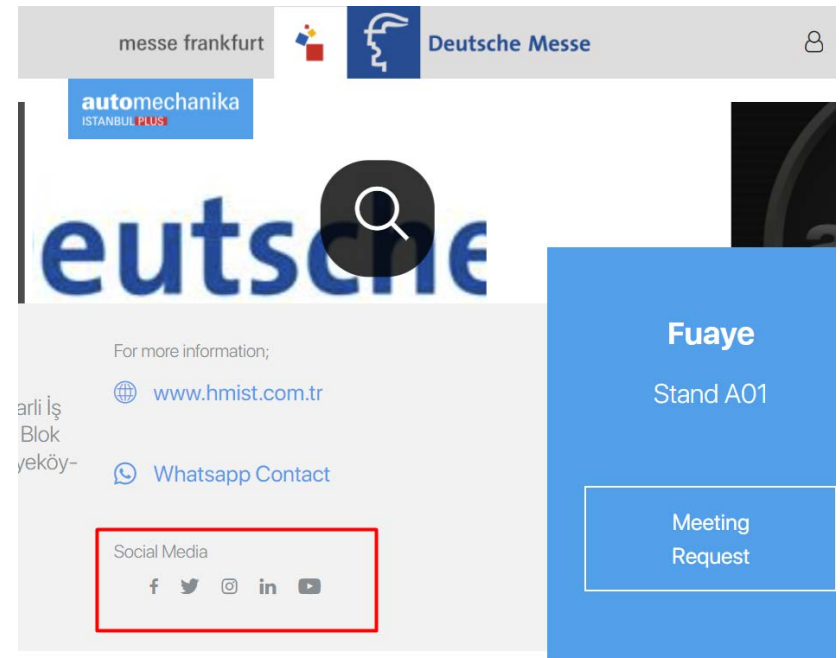 messe frankfurt
Deutsche Messe
automechanika
ISTANBUL PLUS
eutsche
For more information;
www.hmist.com.tr
arli İş
Blok
yeköy-
Whatsapp Contact
Social Media
f
in
Fuaye
Stand A01
Meeting
Request